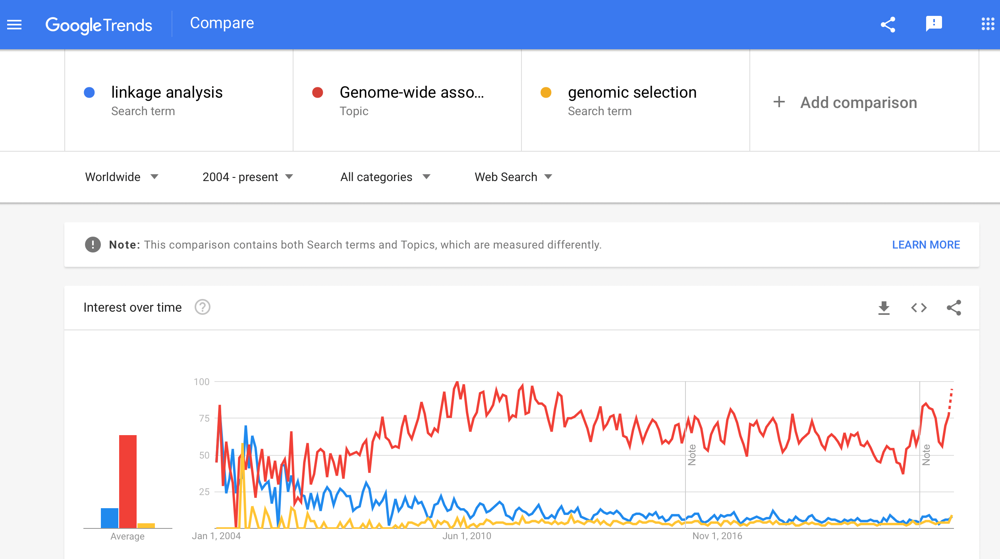 Google Trends
Compare
linkage analysis
Search term
Genome-wide asso...
Topic
genomic selection
Search term
+ Add comparison
Worldwide
2004 - present
All categories
Web Search
Note: This comparison contains both Search terms and Topics, which are measured differently.
LEARN MORE
Interest over time
100
75
50
25
Note
Note
Average
Jan 1, 2004
Jun 1, 2010
Nov 1, 2016